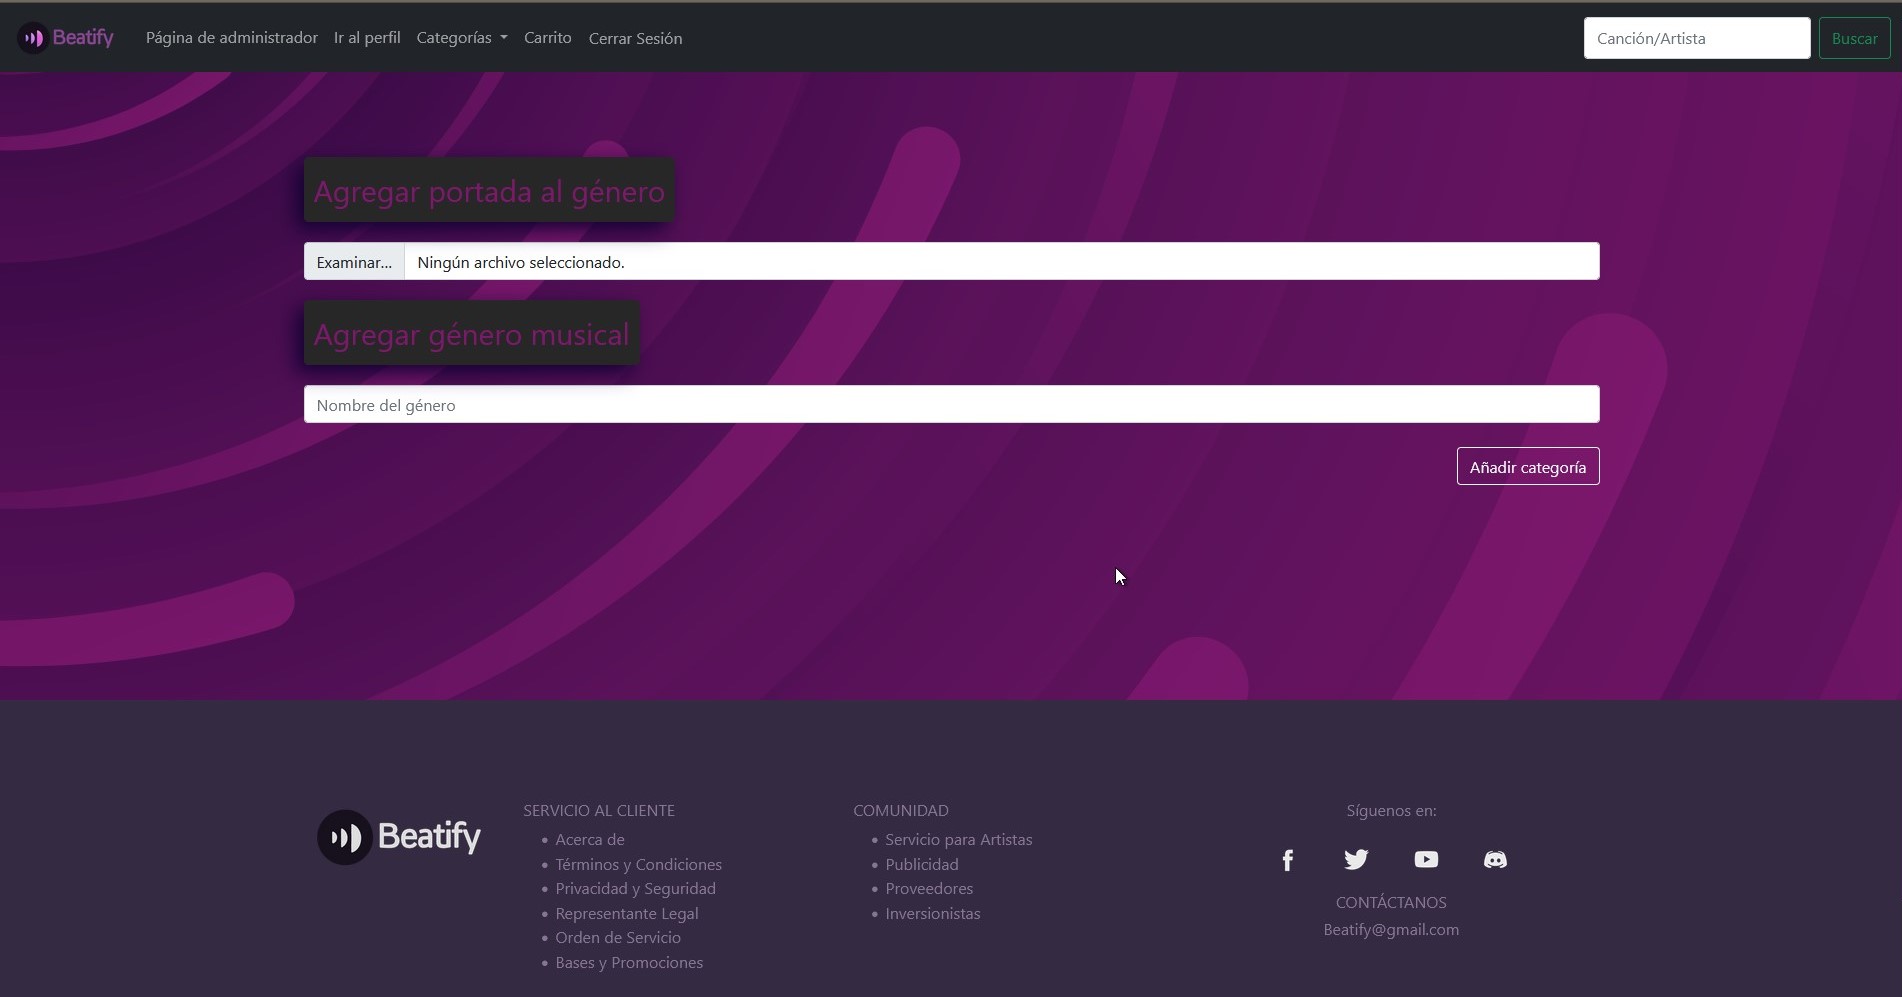 Beatify Página de administrador Ir al perfil Categorías Carrito Cerrar Sesión Canción/Artista Buscar
Agregar portada al género
Examinar... Ningún archivo seleccionado.
Agregar género musical
Nombre del género
Añadir categoría
Beatify
SERVICIO AL CLIENTE
Acerca de
Términos y Condiciones
Privacidad y Seguridad
Representante Legal
Orden de Servicio
Bases y Promociones
COMUNIDAD
Servicio para Artistas
Publicidad
Proveedores
Inversionistas
Síguenos en:
CONTÁCTANOS
Beatify@gmail.com